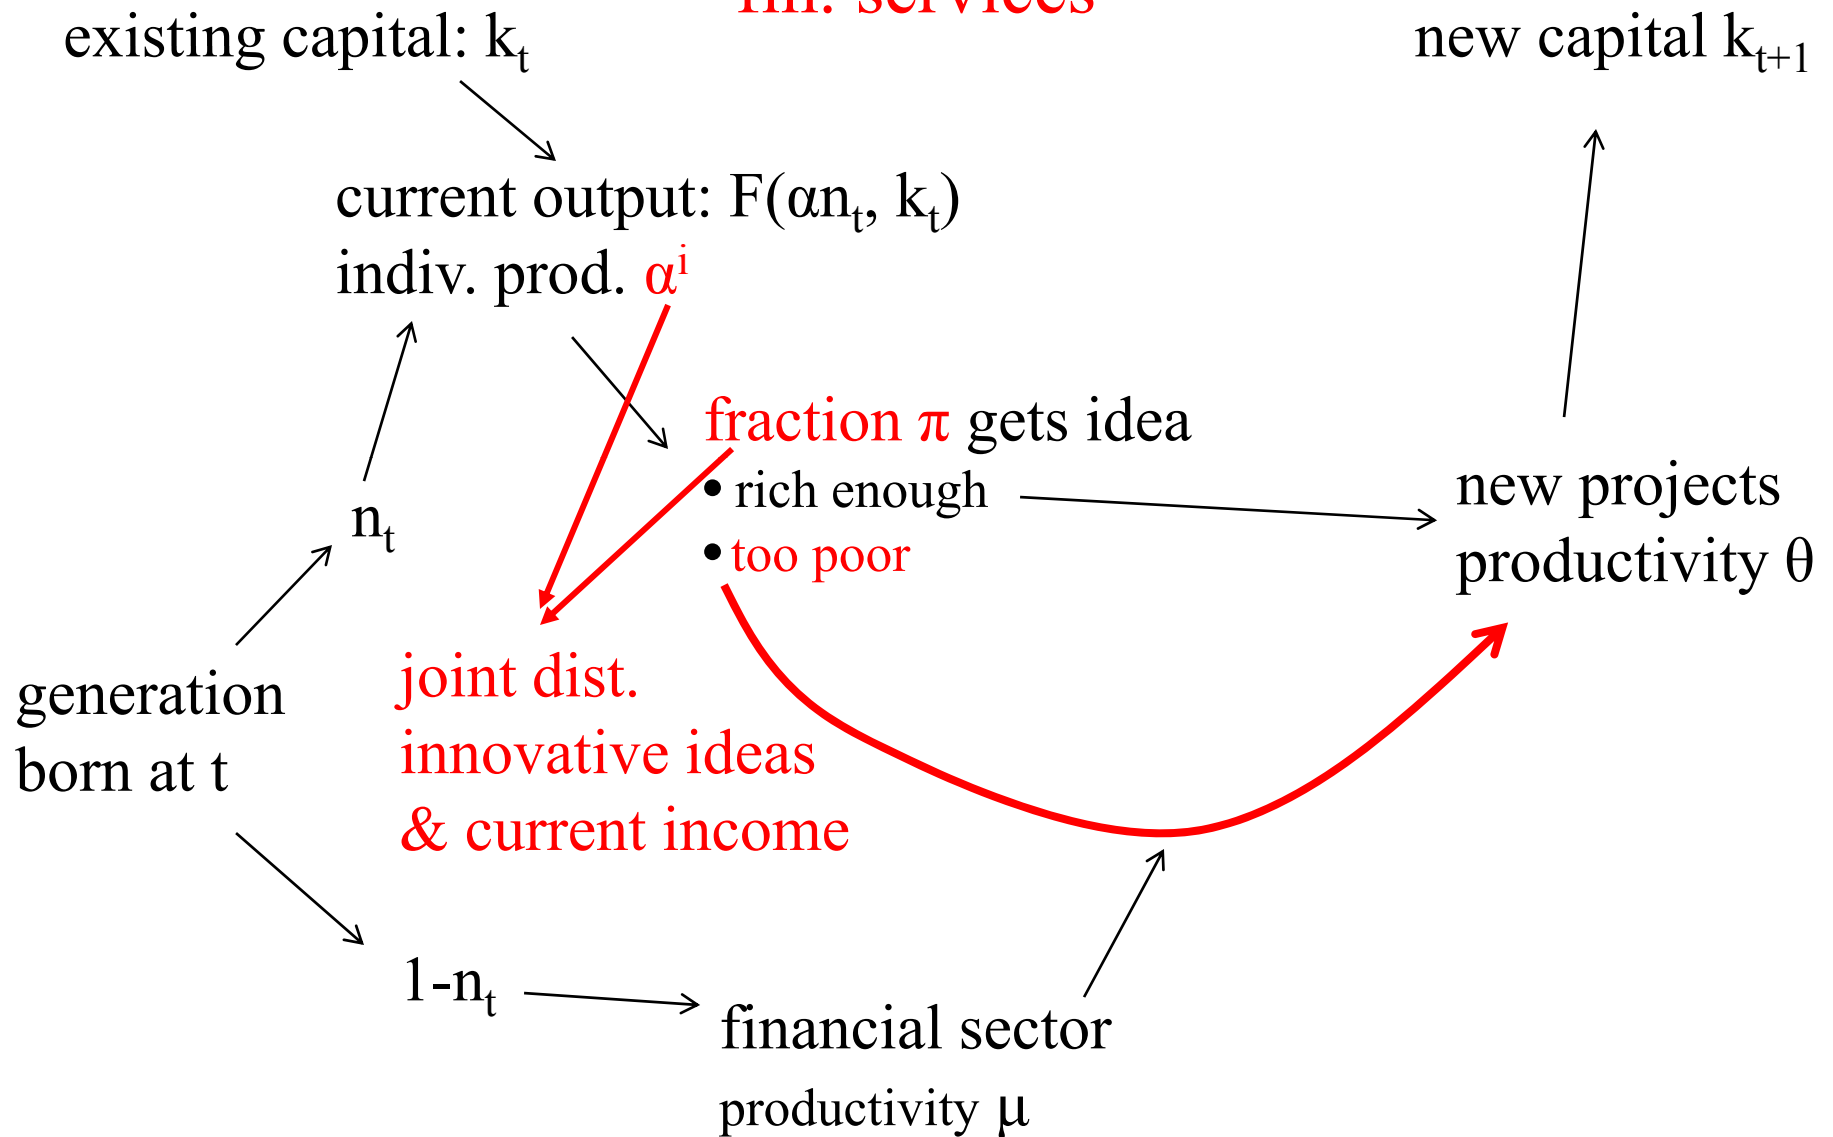 services
existing capital: kₜ
new capital kₜ₊₁
current output: F(αnₜ, kₜ)
indiv. prod. αⁱ
fraction π gets idea
• rich enough
• too poor
new projects
productivity θ
nₜ
generation
born at t
joint dist.
innovative ideas
& current income
1-nₜ
financial sector
productivity μ